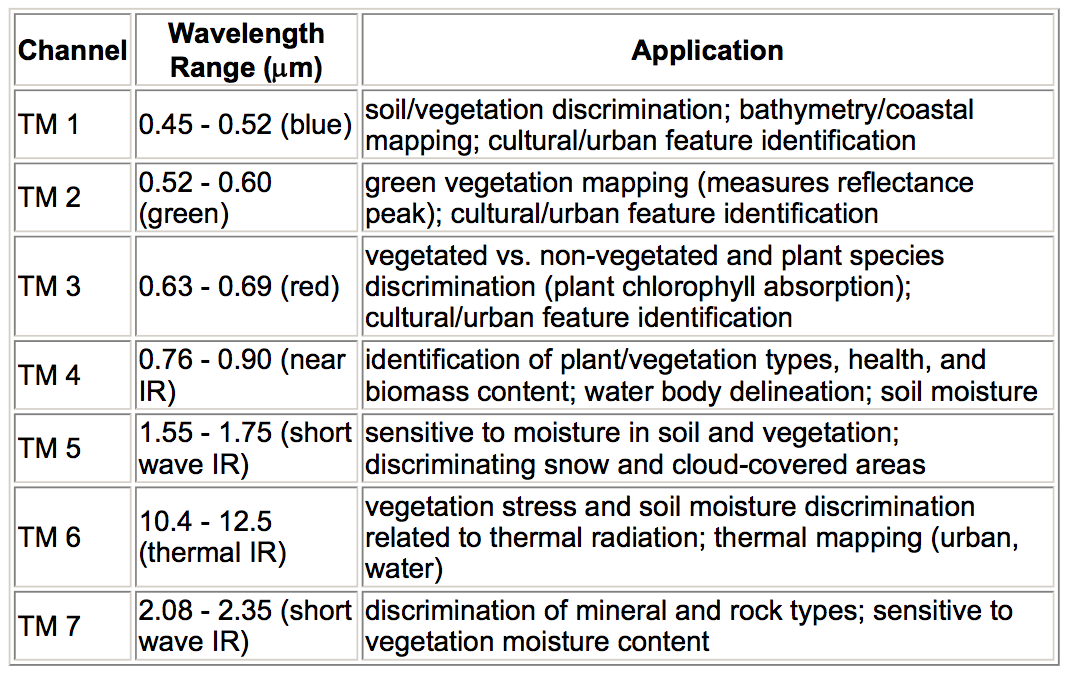 Channel
Wavelength
Range (μm)
Application
TM 1
0.45 - 0.52 (blue)
soil/vegetation discrimination; bathymetry/coastal
mapping; cultural/urban feature identification
TM 2
0.52 - 0.60
(green)
green vegetation mapping (measures reflectance
peak); cultural/urban feature identification
TM 3
0.63 - 0.69 (red)
vegetated vs. non-vegetated and plant species
discrimination (plant chlorophyll absorption);
cultural/urban feature identification
TM 4
0.76 - 0.90 (near
IR)
identification of plant/vegetation types, health, and
biomass content; water body delineation; soil moisture
TM 5
1.55 - 1.75 (short
wave IR)
sensitive to moisture in soil and vegetation;
discriminating snow and cloud-covered areas
TM 6
10.4 - 12.5
(thermal IR)
vegetation stress and soil moisture discrimination
related to thermal radiation; thermal mapping (urban,
water)
TM 7
2.08 - 2.35 (short
wave IR)
discrimination of mineral and rock types; sensitive to
vegetation moisture content